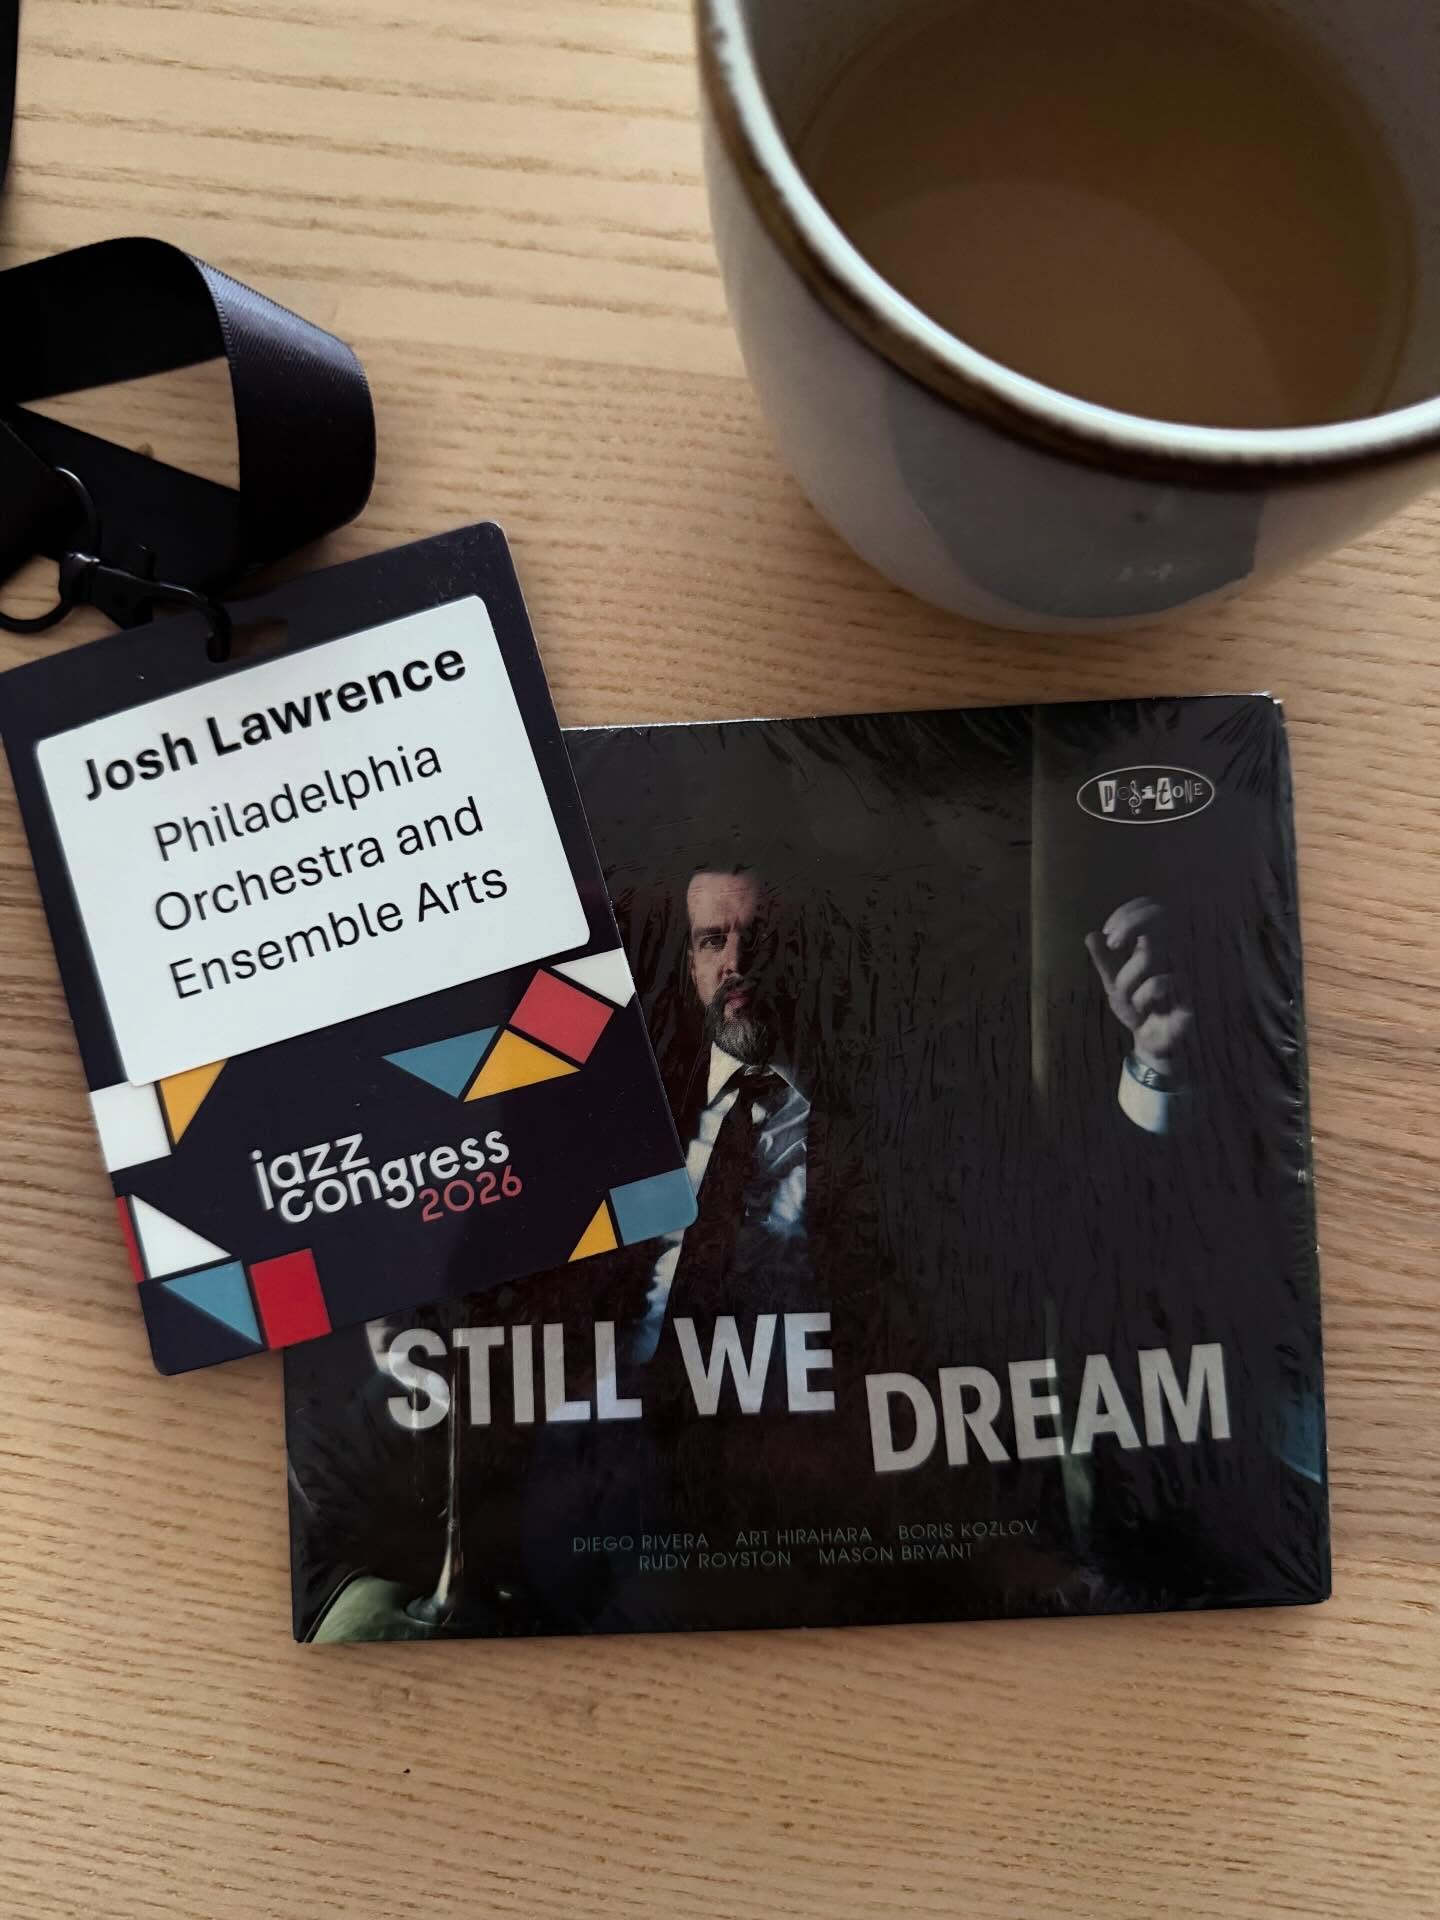 Josh Lawrence
Philadelphia
Orchestra and
Ensemble Arts
jazz
congress
2026
POSITONE
STILL WE
DREAM
DIEGO RIVERA ART HIRAHARA BORIS KOZLOV
RUDY ROYSTON MASON BRYANT